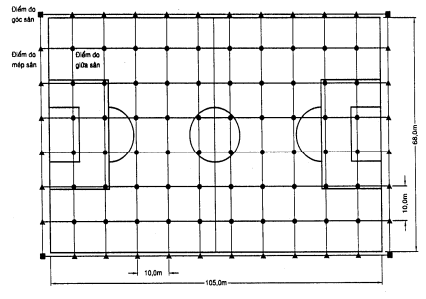 Điểm đo
góc sân
Điểm đo
mép sân
Điểm đo
giữa sân
68,0m
10,0m
10,0m
105,0m